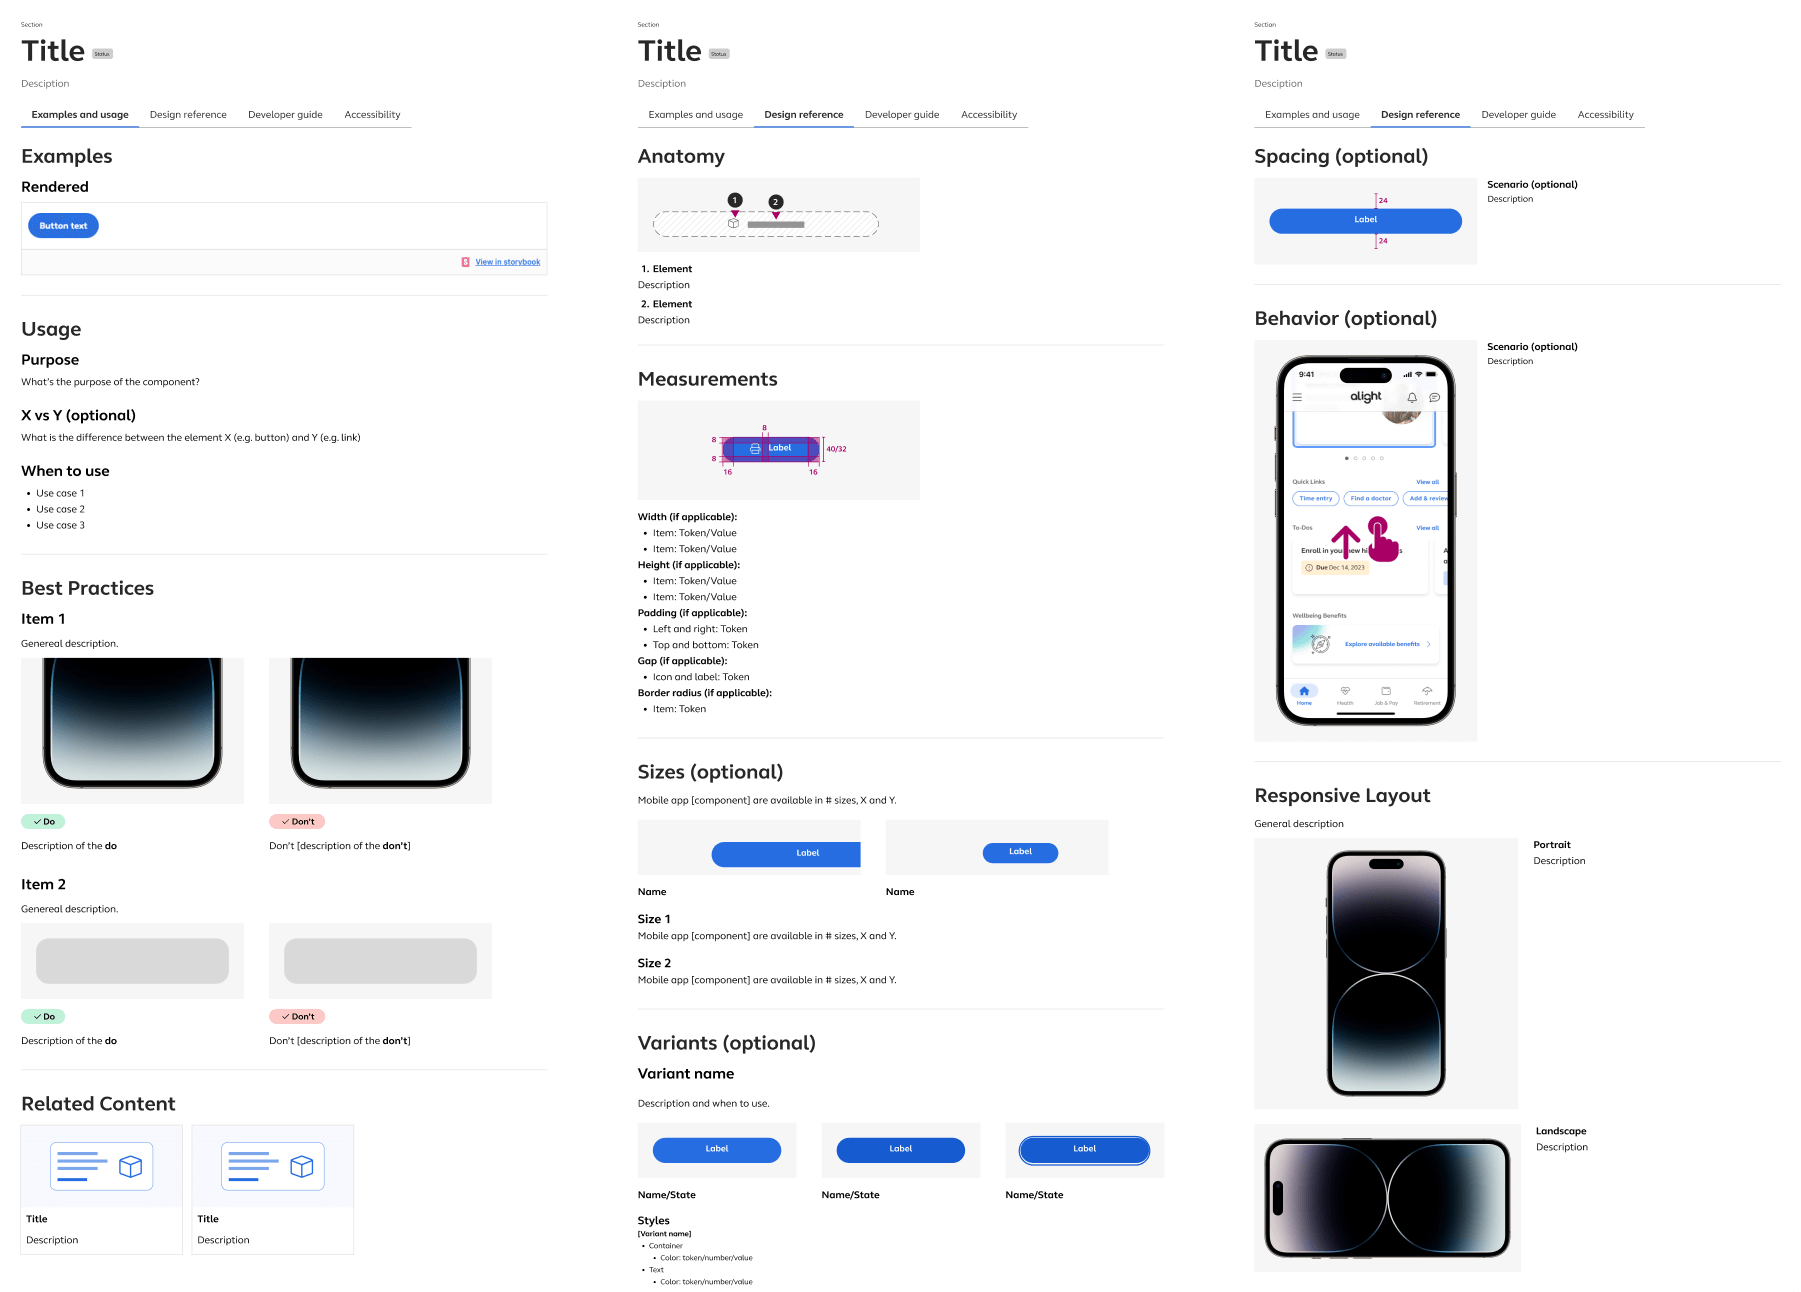 Section
Title Status
Desciption
Examples and usage Design reference Developer guide Accessibility
Examples
Rendered
Button text
View in storybook
Usage
Purpose
What's the purpose of the component?
X vs Y (optional)
What is the difference between the element X (e.g. button) and Y (e.g. link)
When to use
• Use case 1
• Use case 2
• Use case 3
Best Practices
Item 1
Genereal description.
Do
Don't
Description of the do
Don't [description of the don't]
Item 2
Genereal description.
Do
Don't
Description of the do
Don't [description of the don't]
Related Content
Title
Description
Title
Description
Section
Title Status
Desciption
Examples and usage Design reference Developer guide Accessibility
Anatomy
1
2
1. Element
Description
2. Element
Description
Measurements
8
8
Label
40/32
8
16
16
Width (if applicable):
• Item: Token/Value
• Item: Token/Value
Height (if applicable):
• Item: Token/Value
• Item: Token/Value
Padding (if applicable):
• Left and right: Token
• Top and bottom: Token
Gap (if applicable):
• Icon and label: Token
Border radius (if applicable):
• Item: Token
Sizes (optional)
Mobile app [component] are available in # sizes, X and Y.
Label
Label
Name
Name
Size 1
Mobile app [component] are available in # sizes, X and Y.
Size 2
Mobile app [component] are available in # sizes, X and Y.
Variants (optional)
Variant name
Description and when to use.
Label
Label
Label
Name/State
Name/State
Name/State
Styles
[Variant name]
• Container
• Color: token/number/value
• Text
• Color: token/number/value
Section
Title Status
Desciption
Examples and usage Design reference Developer guide Accessibility
Spacing (optional)
24
Label
24
Scenario (optional)
Description
Behavior (optional)
Scenario (optional)
Description
9:41
alight
Quick Links View all
Time entry Find a doctor Add & review
To-Dos View all
Enroll in your new
Due Dec 14, 2023
Wellbeing Benefits
Explore available benefits
Home Health Job & Pay Retirement
Responsive Layout
General description
Portrait
Description
Landscape
Description